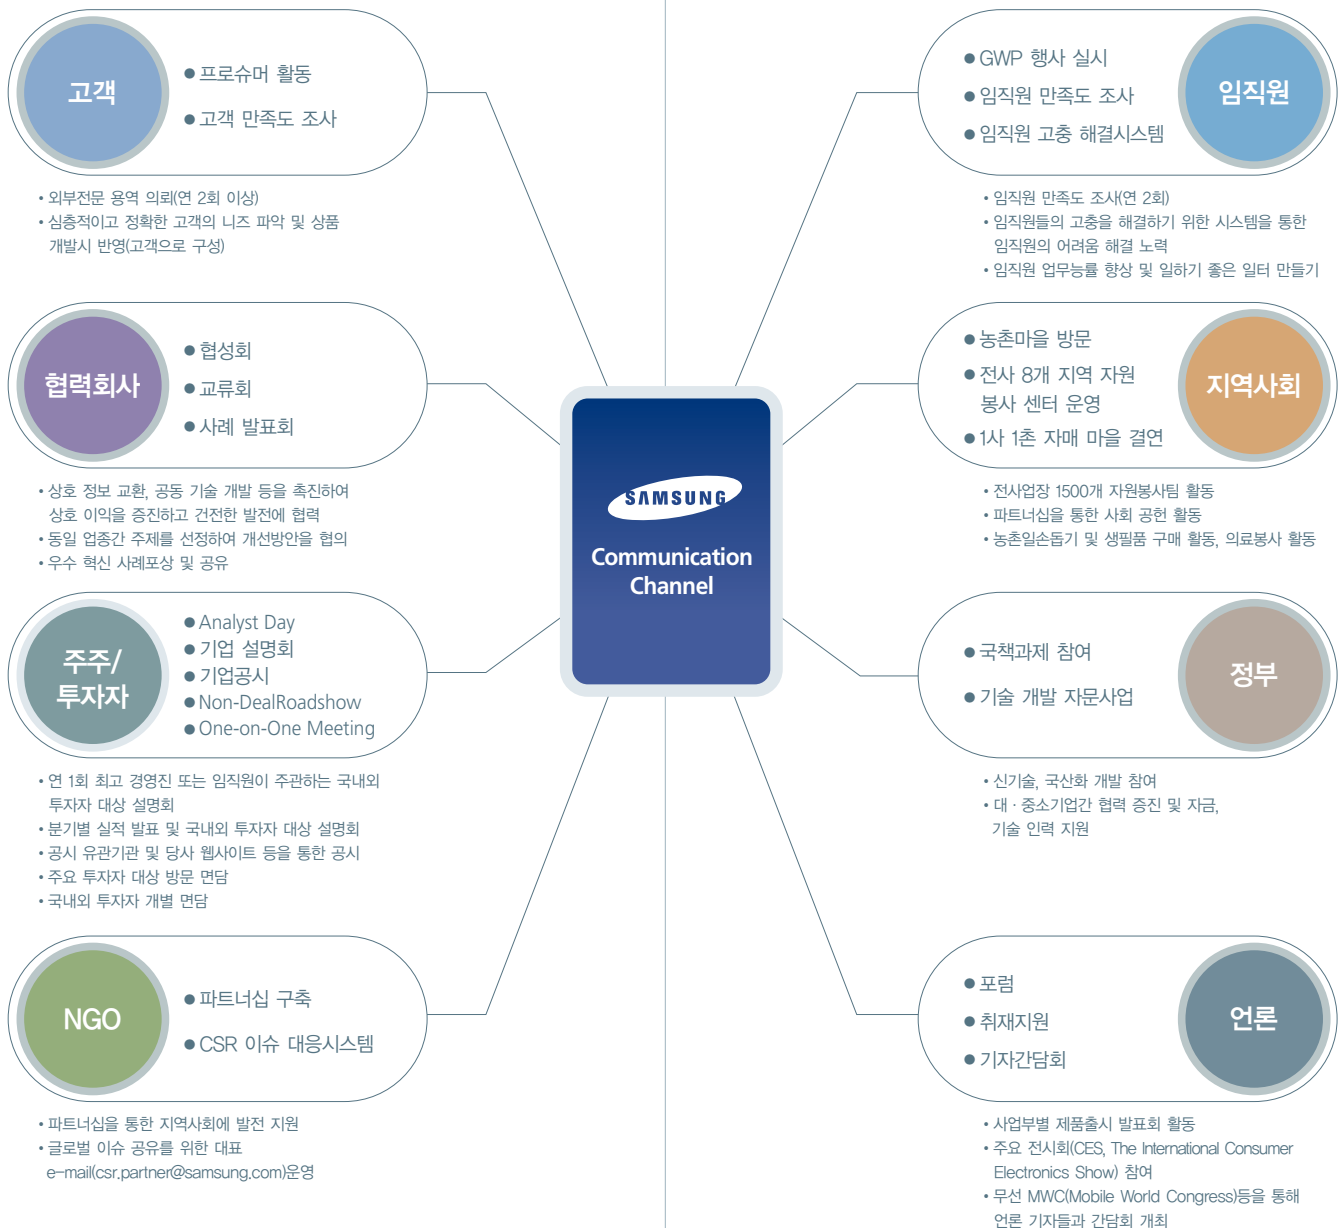 고객
● 프로슈머 활동
● 고객 만족도 조사
• 외부전문 용역 의뢰(연 2회 이상)
• 심층적이고 정확한 고객의 니즈 파악 및 상품
개발시 반영(고객으로 구성)
협력회사
● 협성회
● 교류회
● 사례 발표회
• 상호 정보 교환, 공동 기술 개발 등을 촉진하여
상호 이익을 증진하고 건전한 발전에 협력
• 동일 업종간 주제를 선정하여 개선방안을 협의
• 우수 혁신 사례포상 및 공유
주주/
투자자
● Analyst Day
● 기업 설명회
● 기업공시
● Non-DealRoadshow
● One-on-One Meeting
• 연 1회 최고 경영진 또는 임직원이 주관하는 국내외
투자자 대상 설명회
• 분기별 실적 발표 및 국내외 투자자 대상 설명회
• 공시 유관기관 및 당사 웹사이트 등을 통한 공시
• 주요 투자자 대상 방문 면담
• 국내외 투자자 개별 면담
NGO
● 파트너십 구축
● CSR 이슈 대응시스템
• 파트너십을 통한 지역사회에 발전 지원
• 글로벌 이슈 공유를 위한 대표
e-mail(csr.partner@samsung.com)운영
SAMSUNG
Communication
Channel
임직원
● GWP 행사 실시
● 임직원 만족도 조사
● 임직원 고충 해결시스템
• 임직원 만족도 조사(연 2회)
• 임직원들의 고충을 해결하기 위한 시스템을 통한
임직원의 어려움 해결 노력
• 임직원 업무능률 향상 및 일하기 좋은 일터 만들기
지역사회
● 농촌마을 방문
● 전사 8개 지역 자원
봉사 센터 운영
● 1사 1촌 자매 마을 결연
• 전사업장 1500개 자원봉사팀 활동
• 파트너십을 통한 사회 공헌 활동
• 농촌일손돕기 및 생필품 구매 활동, 의료봉사 활동
정부
● 국책과제 참여
● 기술 개발 자문사업
• 신기술, 국산화 개발 참여
• 대 · 중소기업간 협력 증진 및 자금,
기술 인력 지원
언론
● 포럼
● 취재지원
● 기자간담회
• 사업부별 제품출시 발표회 활동
• 주요 전시회(CES, The International Consumer
Electronics Show) 참여
• 무선 MWC(Mobile World Congress)등을 통해
언론 기자들과 간담회 개최